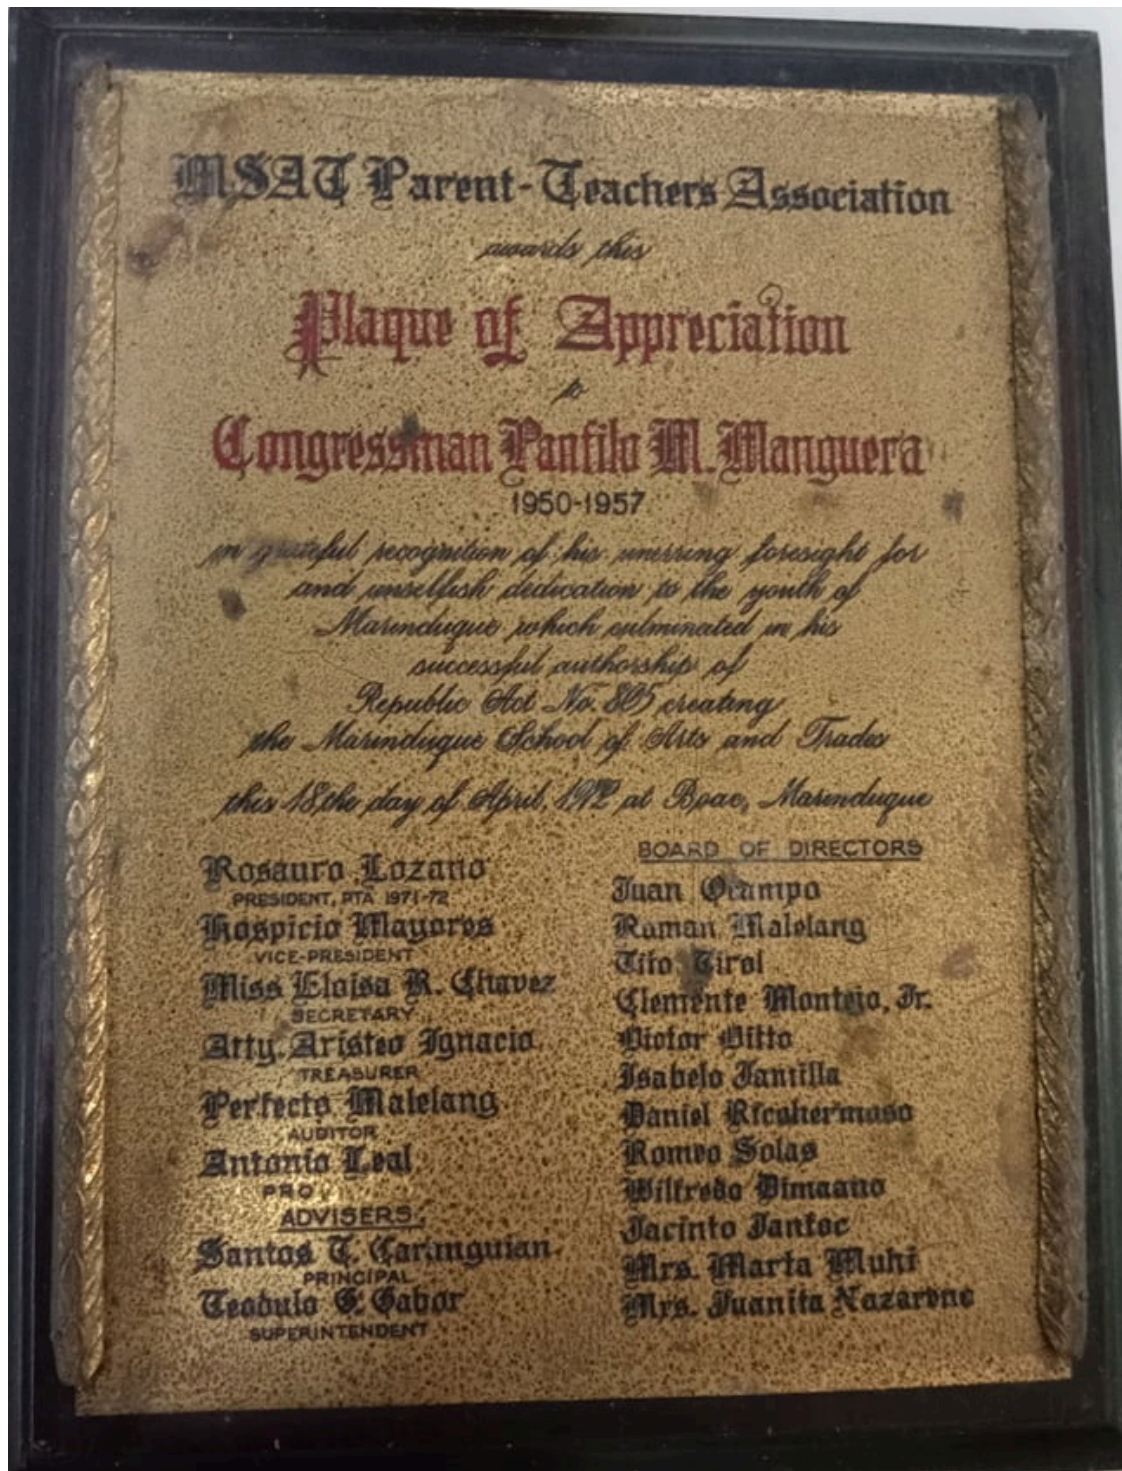 MSAT Parent-Teachers Association
awards this
Plaque of Appreciation
to
Congressman Panfilo M. Manguera
1950-1957
in grateful recognition of his unerring foresight for
and unselfish dedication to the youth of
Marinduque which culminated in his
successful authorship of
Republic Act No. 805 creating
the Marinduque School of Arts and Trades
this 18the day of April, 1972 at Boac, Marinduque
Rosauro Lozano
PRESIDENT, PTA 1971-72
Hospicio Mayores
VICE-PRESIDENT
Miss Eloisa R. Chavez
SECRETARY
Atty. Aristeo Ignacio
TREASURER
Perfecto Malelang
AUDITOR
Antonio Leal
PRO
ADVISERS
Santos T. Caranguian
PRINCIPAL
Teodulo G. Gabor
SUPERINTENDENT
BOARD OF DIRECTORS
Juan Ocampo
Roman Malelang
Tito Tirol
Clemente Montejo, Jr.
Victor Vitto
Isabelo Jamilla
Daniel Ricohermoso
Romeo Solas
Wilfredo Dimaano
Jacinto Jantoc
Mrs. Marta Muhi
Mrs. Juanita Nazareno